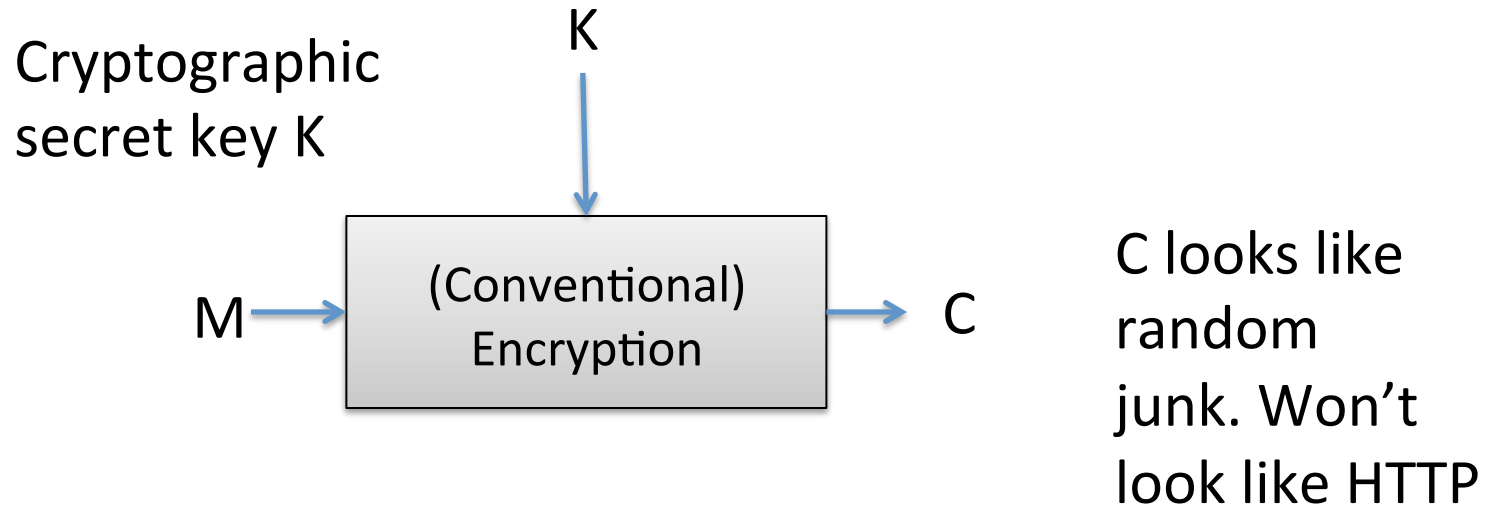 Cryptographic
secret key K
K
M
(Conventional)
Encryption
C
C looks like
random
junk. Won’t
look like HTTP